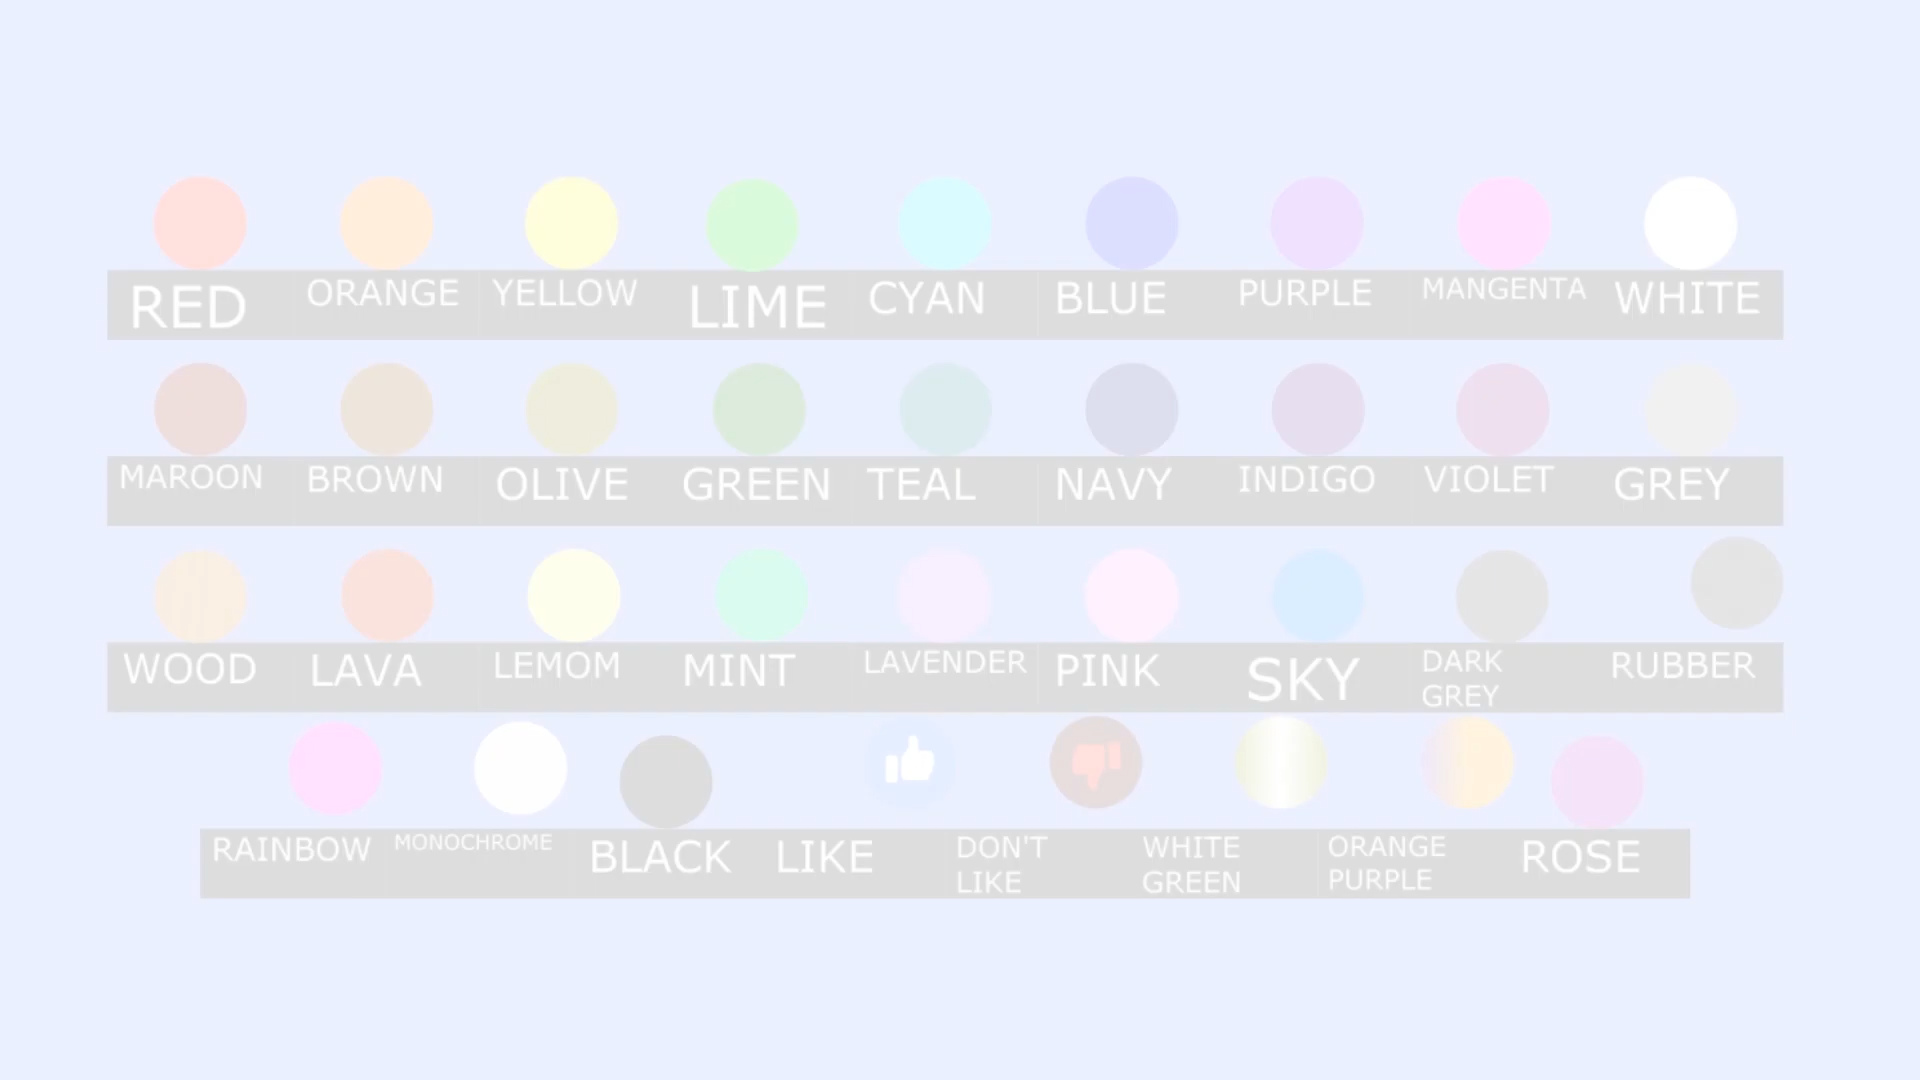 RED ORANGE YELLOW LIME CYAN BLUE PURPLE MANGENTA WHITE
MAROON BROWN OLIVE GREEN TEAL NAVY INDIGO VIOLET GREY
WOOD LAVA LEMOM MINT LAVENDER PINK SKY DARK GREY RUBBER
RAINBOW MONOCHROME BLACK LIKE DON'T LIKE WHITE GREEN ORANGE PURPLE ROSE